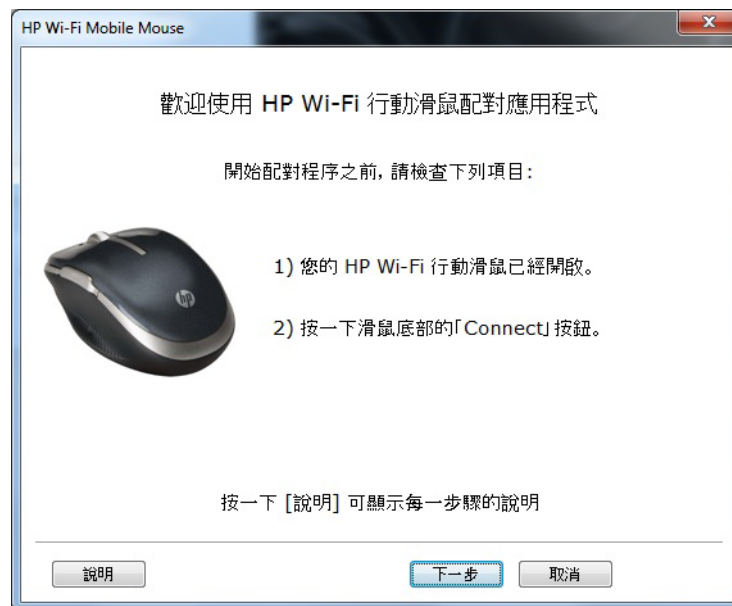 HP Wi-Fi Mobile Mouse
歡迎使用 HP Wi-Fi 行動滑鼠配對應用程式
開始配對程序之前, 請檢查下列項目:
1) 您的 HP Wi-Fi 行動滑鼠已經開啟。
hp
2) 按一下滑鼠底部的「Connect」按鈕。
按一下 [說明] 可顯示每一步驟的說明
說明 下一步 取消